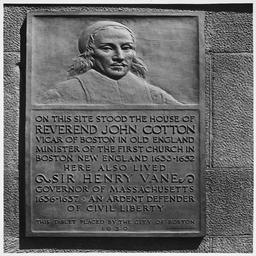 ON THIS SITE STOOD THE HOUSE OF
REVEREND JOHN COTTON
VICAR OF BOSTON IN OLD ENGLAND
MINISTER OF THE FIRST CHURCH IN
BOSTON NEW ENGLAND 1633-1652
HERE ALSO LIVED
SIR HENRY VANE
GOVERNOR OF MASSACHUSETTS
1636-1637 · AN ARDENT DEFENDER
OF CIVIL LIBERTY
THIS TABLET PLACED BY THE CITY OF BOSTON